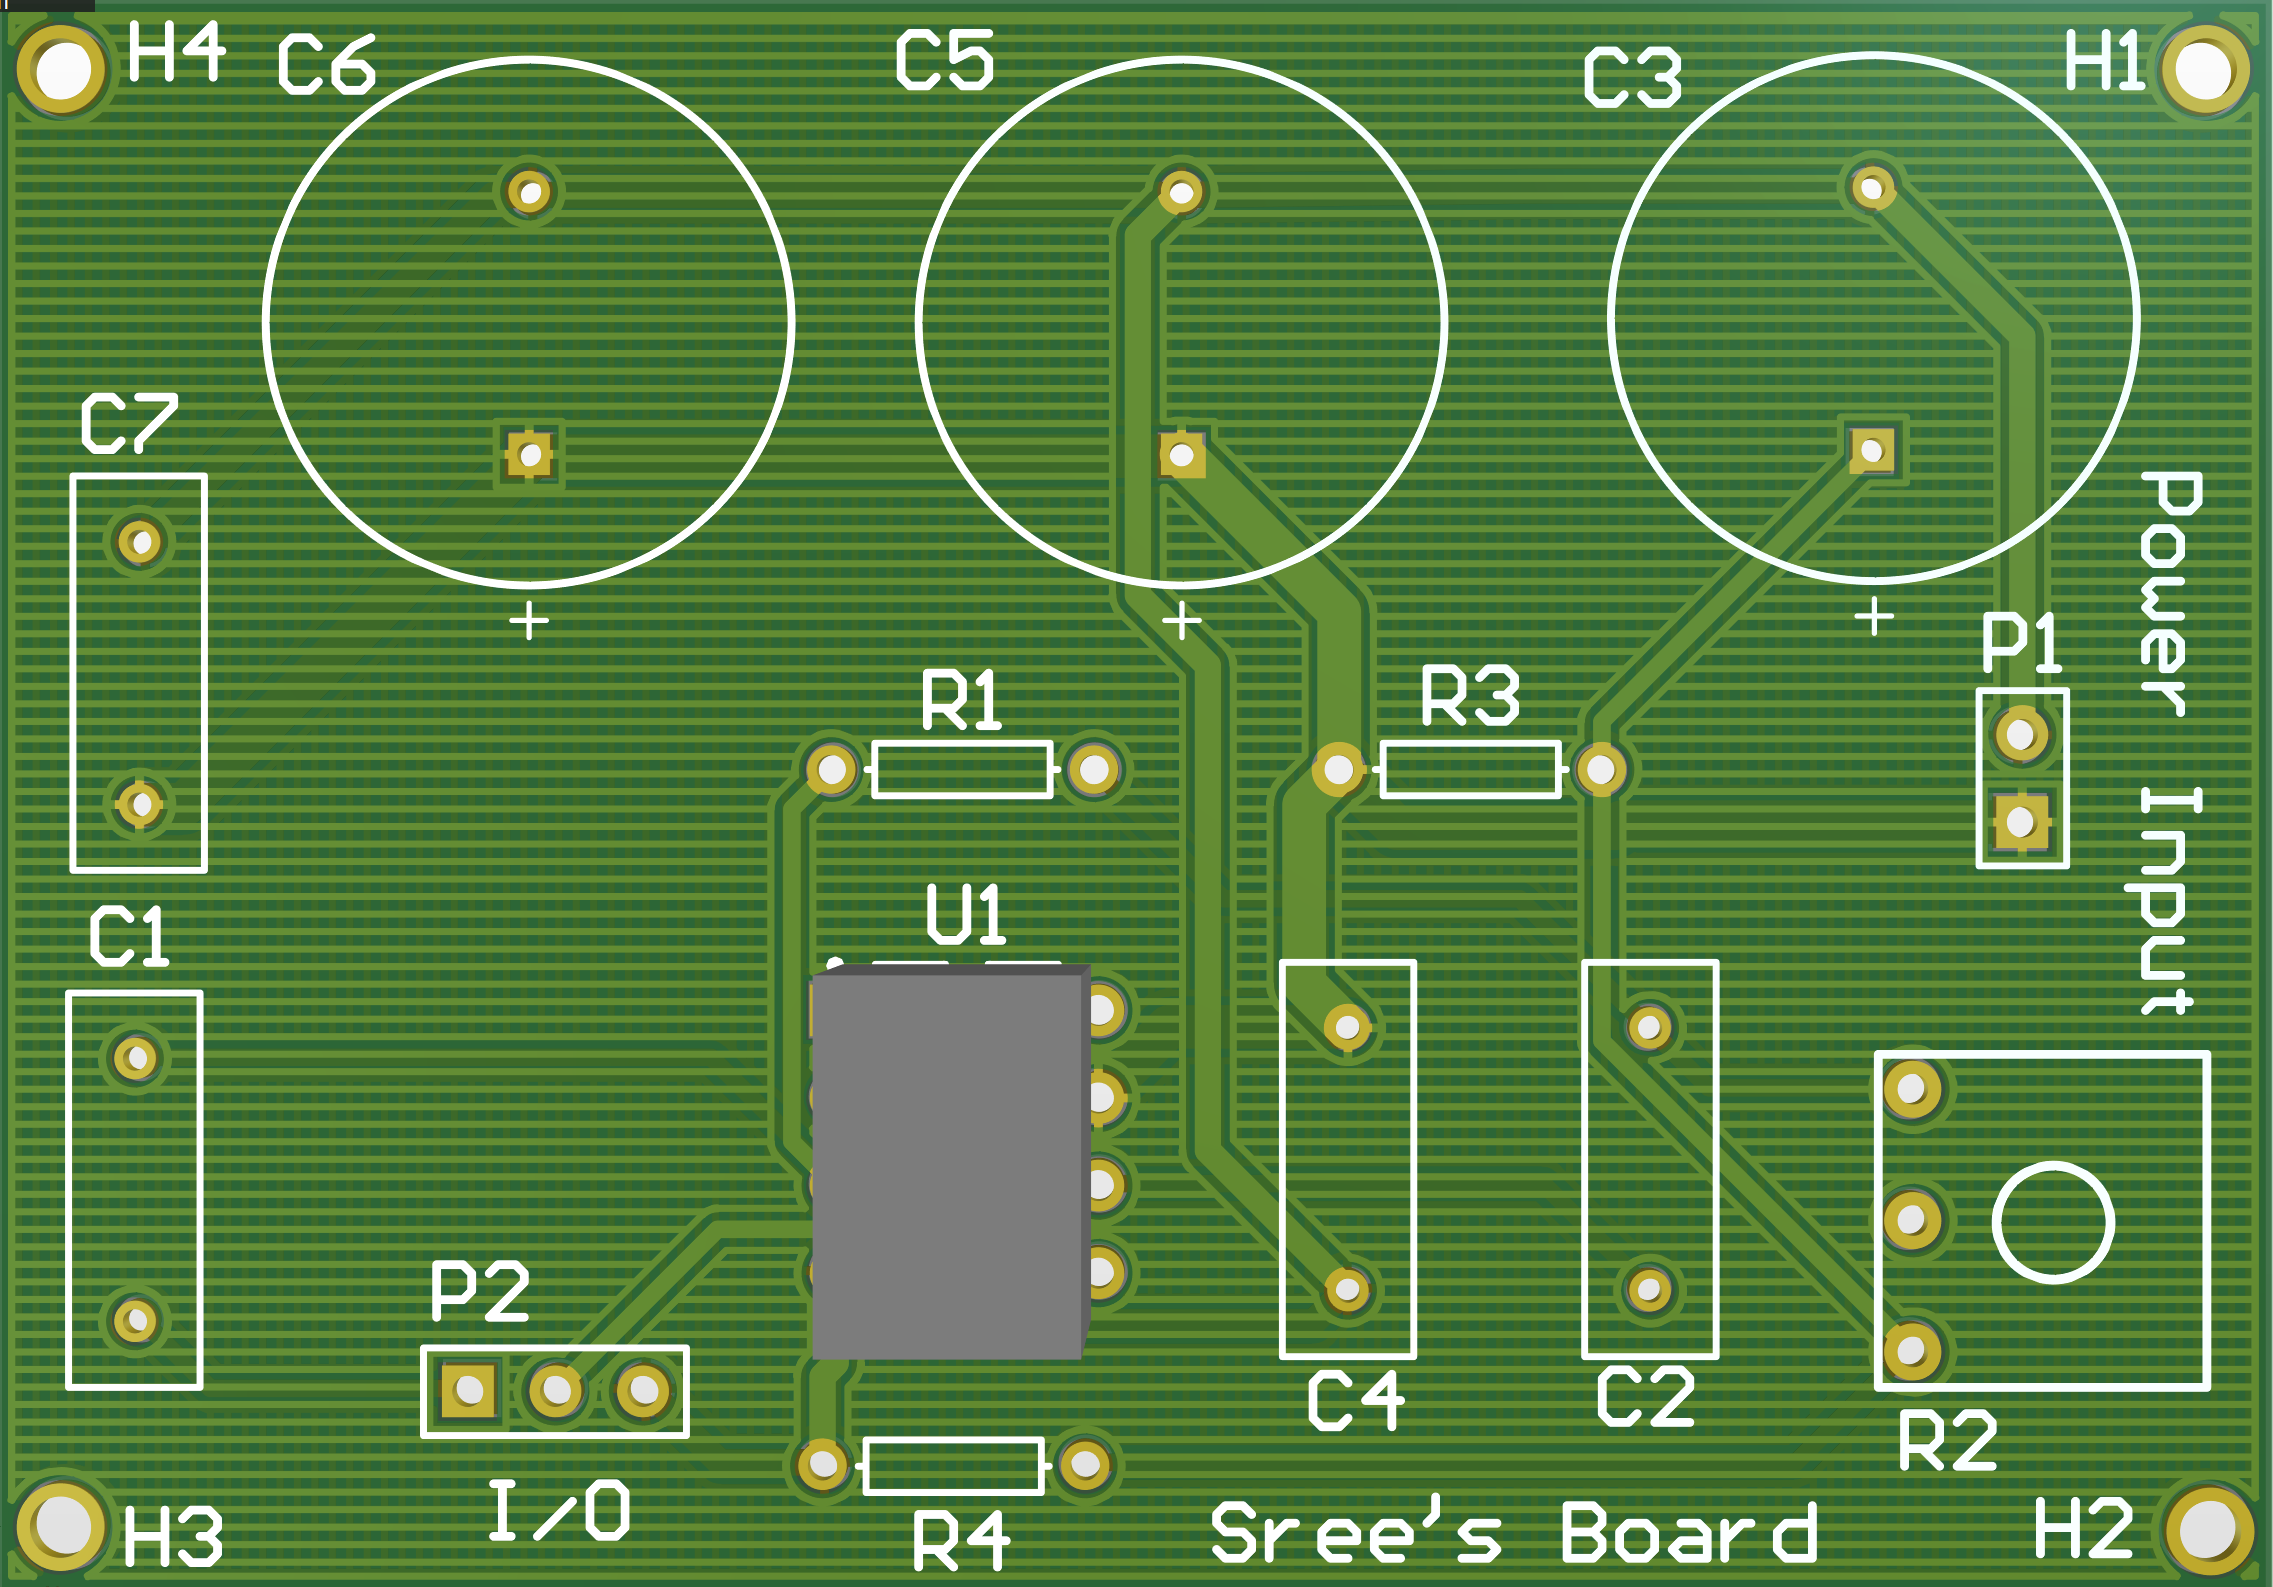 H4
C6
C5
C3
H1
C7
Power Input
P1
R1
R3
C1
U1
P2
C4
C2
R2
I/O
R4
H3
Sree's Board
H2
+
+
+